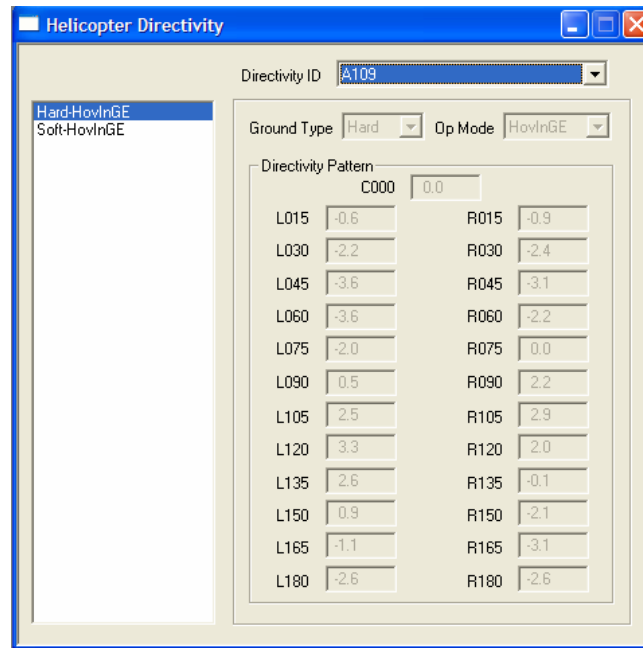 Helicopter Directivity
Directivity ID A109
Hard-HovInGE
Soft-HovInGE
Ground Type Hard Op Mode HovInGE
Directivity Pattern
C000 0.0
L015 -0.6 R015 -0.9
L030 -2.2 R030 -2.4
L045 -3.6 R045 -3.1
L060 -3.6 R060 -2.2
L075 -2.0 R075 0.0
L090 0.5 R090 2.2
L105 2.5 R105 2.9
L120 3.3 R120 2.0
L135 2.6 R135 -0.1
L150 0.9 R150 -2.1
L165 -1.1 R165 -3.1
L180 -2.6 R180 -2.6